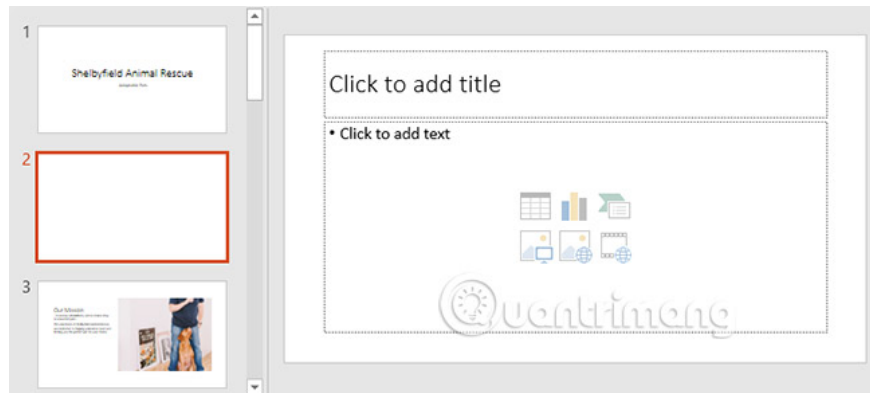 1
Shelbyfield Animal Rescue
2
3
Our Mission
Click to add title
• Click to add text
Quantrimang